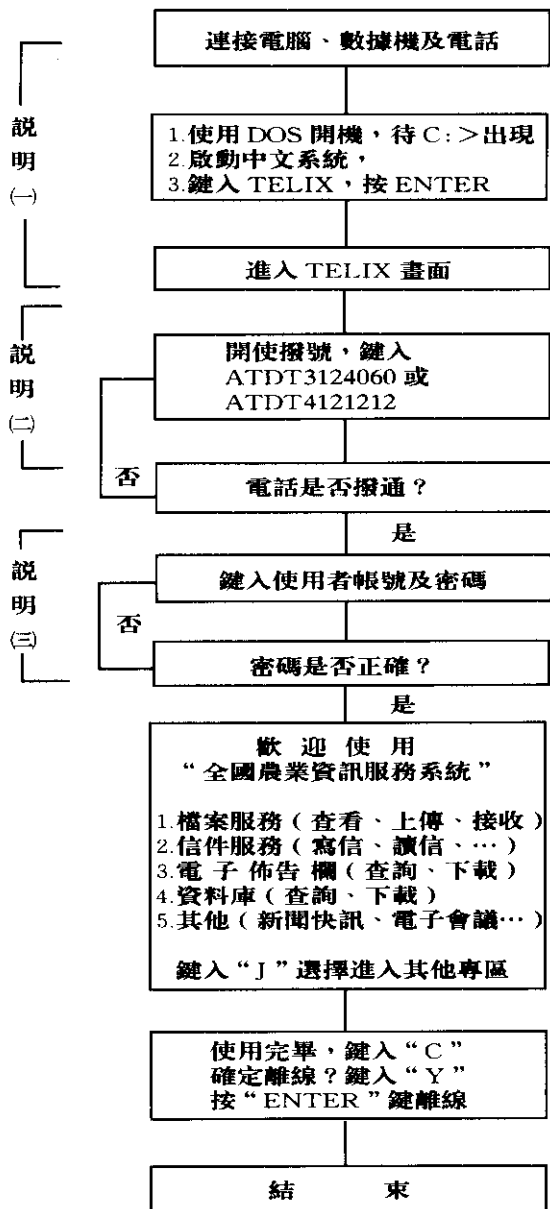 連接電腦、數據機及電話
說明㈠
1.使用 DOS 開機，待 C:＞出現
2.啟動中文系統，
3.鍵入 TELIX，按 ENTER
進入 TELIX 畫面
說明㈡
開使撥號，鍵入
ATDT3124060 或
ATDT4121212
否
電話是否撥通？
是
說明㈢
鍵入使用者帳號及密碼
否
密碼是否正確？
是
歡迎使用
“全國農業資訊服務系統”
1.檔案服務（查看、上傳、接收）
2.信件服務（寫信、讀信、…）
3.電子佈告欄（查詢、下載）
4.資料庫（查詢、下載）
5.其他（新聞快訊、電子會議…）
鍵入“J”選擇進入其他專區
使用完畢，鍵入“C”
確定離線？鍵入“Y”
按“ENTER”鍵離線
結束